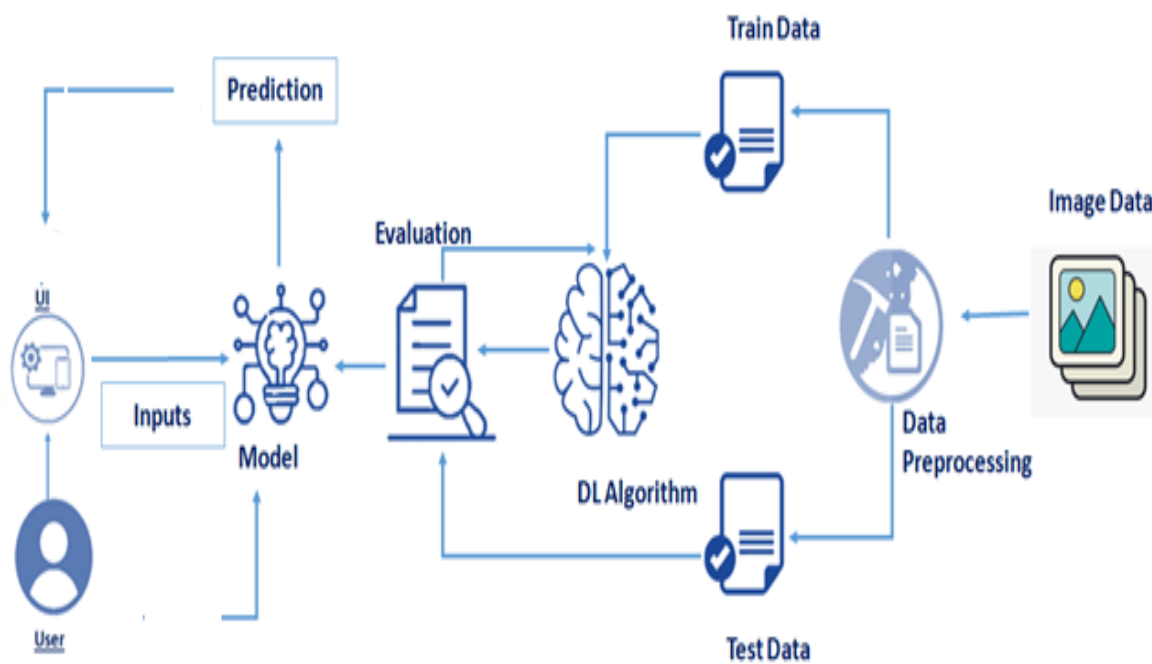 Train Data
Prediction
Image Data
Evaluation
UI
Inputs
Data
Preprocessing
Model
DL Algorithm
User
Test Data